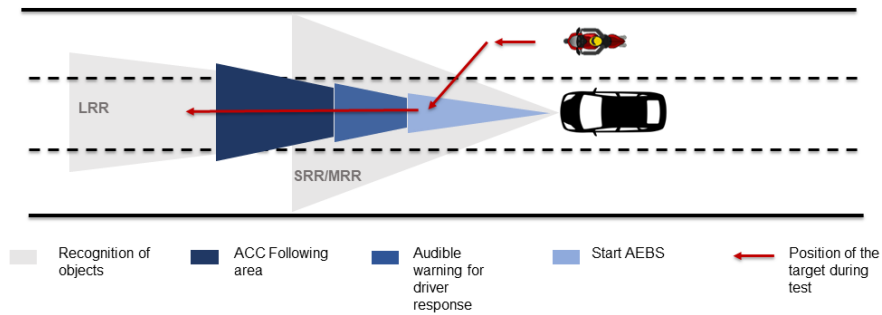 LRR
SRR/MRR
Recognition of
objects
ACC Following
area
Audible
warning for
driver
response
Start AEBS
Position of the
target during
test